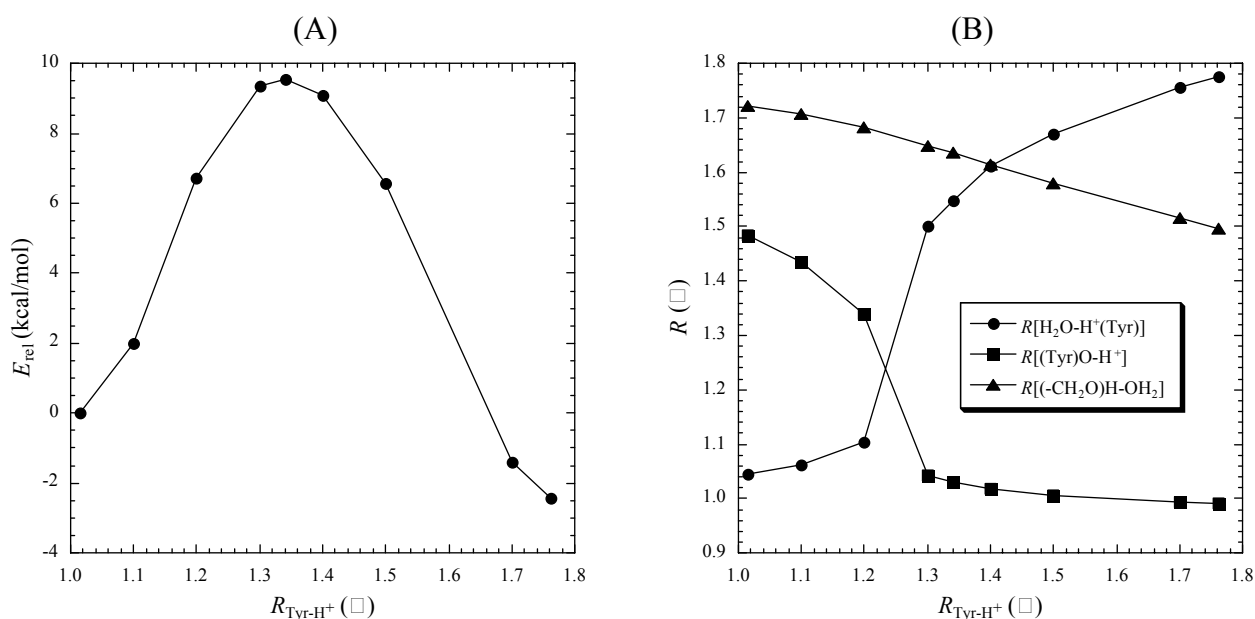 (A)
(B)
10
8
6
4
2
0
-2
-4
E_rel (kcal/mol)
1.0 1.1 1.2 1.3 1.4 1.5 1.6 1.7 1.8
R_Tyr-H⁺ (□)
1.8
1.7
1.6
1.5
1.4
1.3
1.2
1.1
1.0
0.9
R (□)
R[H₂O-H⁺(Tyr)]
R[(Tyr)O-H⁺]
R[(-CH₂O)H-OH₂]
1.0 1.1 1.2 1.3 1.4 1.5 1.6 1.7 1.8
R_Tyr-H⁺ (□)